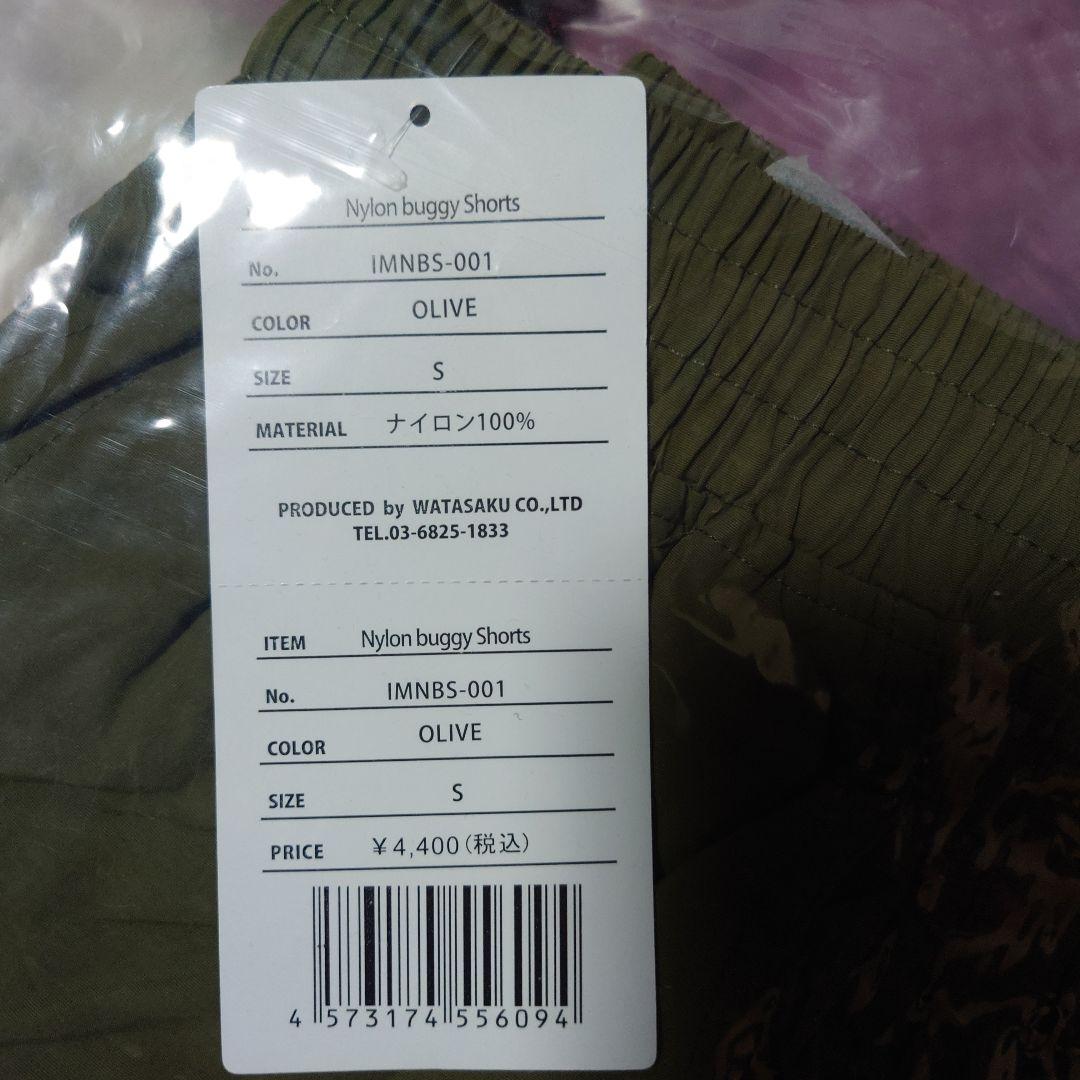 Nylon buggy Shorts
No. IMNBS-001
COLOR OLIVE
SIZE S
MATERIAL ナイロン100%
PRODUCED by WATASAKU CO.,LTD
TEL.03-6825-1833
ITEM Nylon buggy Shorts
No. IMNBS-001
COLOR OLIVE
SIZE S
PRICE ¥4,400(税込)
4 573174 556094